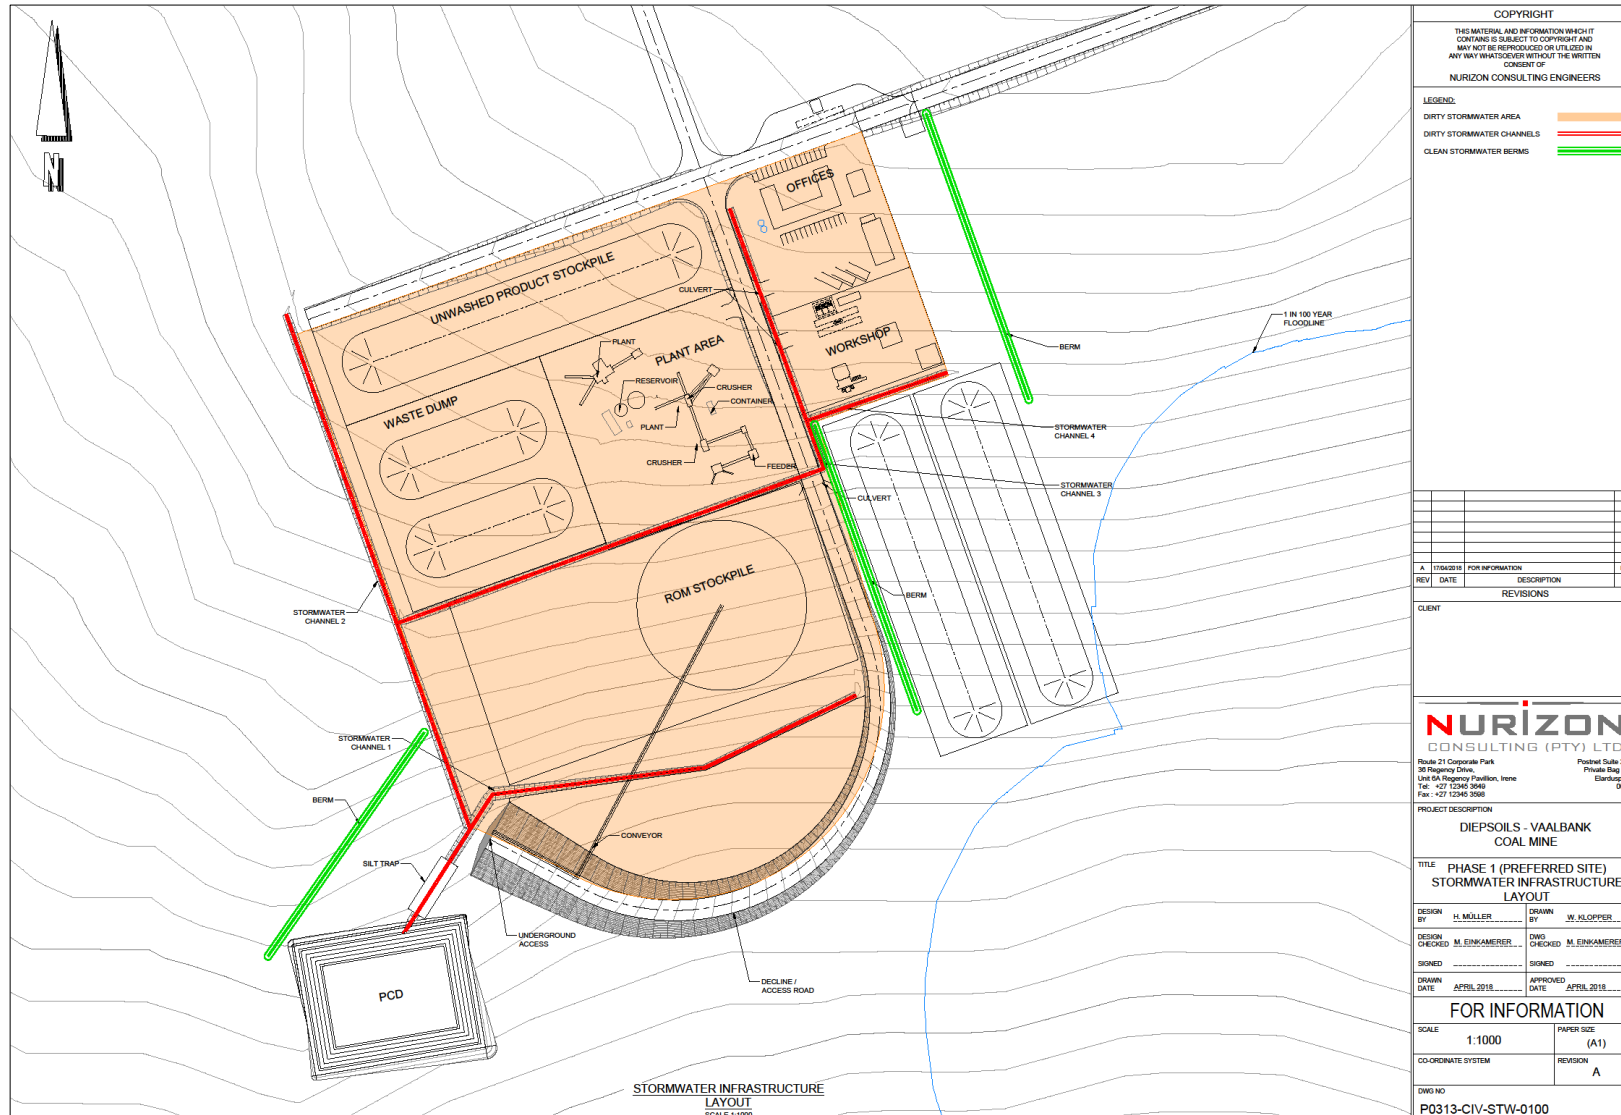 COPYRIGHT
THIS MATERIAL AND INFORMATION WHICH IT
CONTAINS IS SUBJECT TO COPYRIGHT AND
MAY NOT BE REPRODUCED OR UTILIZED IN
ANY WAY WHATSOEVER WITHOUT THE WRITTEN
CONSENT OF
NURIZON CONSULTING ENGINEERS
LEGEND:
DIRTY STORMWATER AREA
DIRTY STORMWATER CHANNELS
CLEAN STORMWATER BERMS
N
OFFICES
UNWASHED PRODUCT STOCKPILE
CULVERT
1 IN 100 YEAR
FLOODLINE
PLANT
PLANT AREA
WORKSHOP
BERM
RESERVOIR
CRUSHER
CONTAINER
WASTE DUMP
PLANT
STORMWATER
CHANNEL 4
CRUSHER
FEEDER
STORMWATER
CHANNEL 3
CULVERT
ROM STOCKPILE
BERM
STORMWATER
CHANNEL 2
STORMWATER
CHANNEL 1
BERM
CONVEYOR
SILT TRAP
UNDERGROUND
ACCESS
DECLINE /
ACCESS ROAD
PCD
STORMWATER INFRASTRUCTURE
LAYOUT
SCALE 1:1000
A 17/04/2018 FOR INFORMATION
REV DATE DESCRIPTION
REVISIONS
CLIENT
NURIZON
CONSULTING (PTY) LTD
Route 21 Corporate Park
36 Regency Drive,
Unit 6A Regency Pavillion, Irene
Tel: +27 12345 3649
Fax : +27 12345 3598
Postnet Suite
Private Bag
PROJECT DESCRIPTION
DIEPSOILS - VAALBANK
COAL MINE
TITLE
PHASE 1 (PREFERRED SITE)
STORMWATER INFRASTRUCTURE
LAYOUT
DESIGN BY H. MÜLLER
DRAWN BY W. KLOPPER
DESIGN CHECKED M. EINKAMERER
DWG CHECKED M. EINKAMERER
SIGNED
SIGNED
DRAWN DATE APRIL 2018
APPROVED DATE APRIL 2018
FOR INFORMATION
SCALE
1:1000
PAPER SIZE
(A1)
CO-ORDINATE SYSTEM
REVISION
A
DWG NO
P0313-CIV-STW-0100